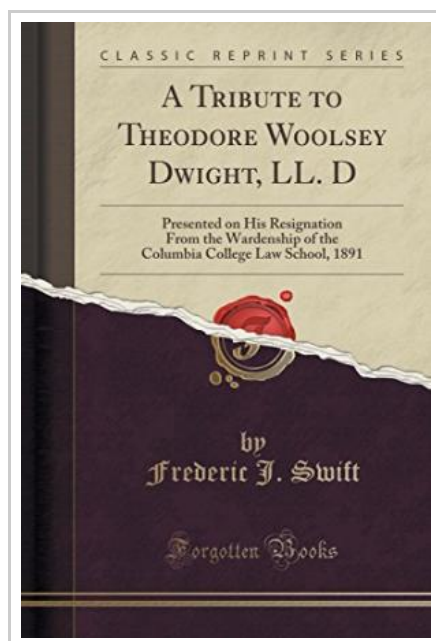 CLASSIC REPRINT SERIES
A TRIBUTE TO
THEODORE WOOLSEY
DWIGHT, LL. D
Presented on His Resignation
From the Wardenship of the
Columbia College Law School, 1891
by
Frederic J. Swift
Forgotten Books